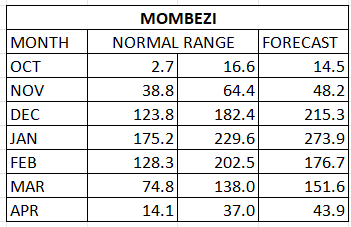 MOMBEZI
MONTH NORMAL RANGE FORECAST
OCT 2.7 16.6 14.5
NOV 38.8 64.4 48.2
DEC 123.8 182.4 215.3
JAN 175.2 229.6 273.9
FEB 128.3 202.5 176.7
MAR 74.8 138.0 151.6
APR 14.1 37.0 43.9